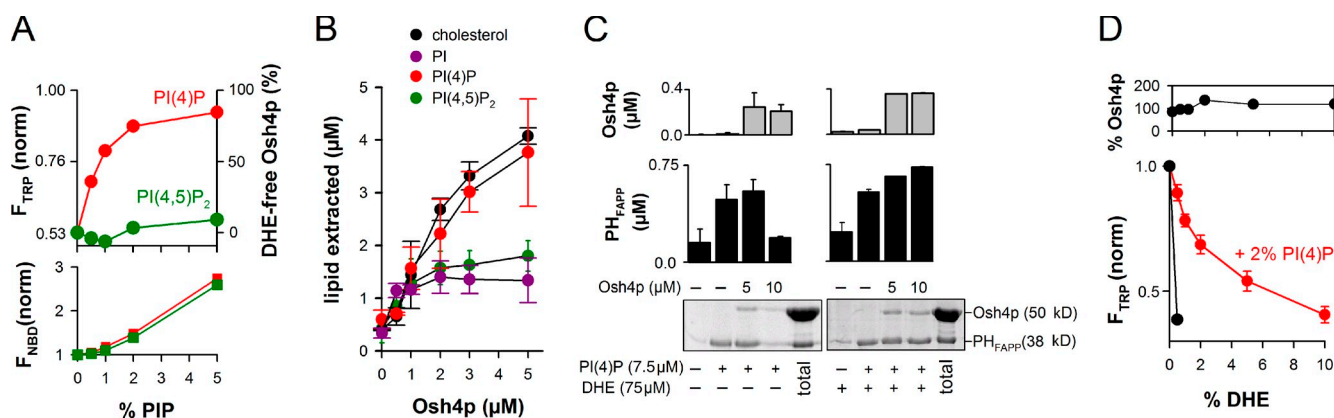 A
F_TRP (norm)
1.00
0.76
0.53
PI(4)P
PI(4,5)P₂
100
50
0
DHE-free Osh4p (%)
F_NBD(norm)
3
2
1
0 1 2 3 4 5
% PIP
B
cholesterol
PI
PI(4)P
PI(4,5)P₂
lipid extracted (µM)
5
4
3
2
1
0
0 1 2 3 4 5
Osh4p (µM)
C
Osh4p
(µM)
0.4
0.0
PH_FAPP
(µM)
0.75
0.00
Osh4p (µM) – – 5 10 – – 5 10
Osh4p (50 kD)
PH_FAPP(38 kD)
PI(4)P (7.5µM) – + + + total – + + + total
DHE (75µM) – – – – + + + +
D
% Osh4p
200
100
0
F_TRP (norm)
1.0
0.5
+ 2% PI(4)P
0 2 4 6 8 10
% DHE